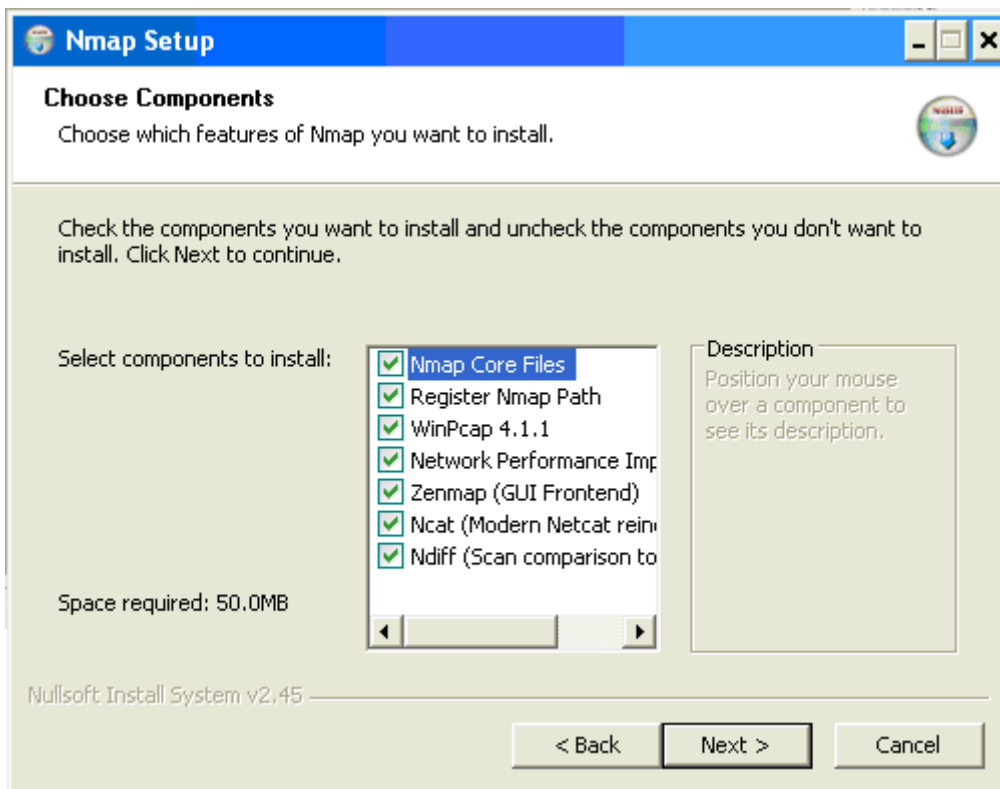 Nmap Setup
Choose Components
Choose which features of Nmap you want to install.
Check the components you want to install and uncheck the components you don't want to
install. Click Next to continue.
Select components to install:
Nmap Core Files
Register Nmap Path
WinPcap 4.1.1
Network Performance Imp
Zenmap (GUI Frontend)
Ncat (Modern Netcat rein
Ndiff (Scan comparison to
Description
Position your mouse
over a component to
see its description.
Space required: 50.0MB
Nullsoft Install System v2.45
< Back
Next >
Cancel